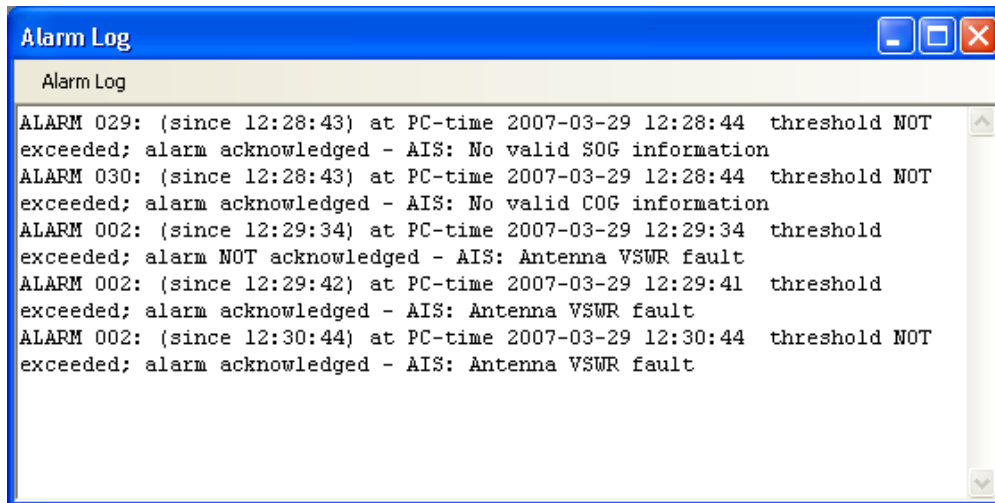 Alarm Log
Alarm Log
ALARM 029: (since 12:28:43) at PC-time 2007-03-29 12:28:44  threshold NOT
exceeded; alarm acknowledged - AIS: No valid SOG information
ALARM 030: (since 12:28:43) at PC-time 2007-03-29 12:28:44  threshold NOT
exceeded; alarm acknowledged - AIS: No valid COG information
ALARM 002: (since 12:29:34) at PC-time 2007-03-29 12:29:34  threshold
exceeded; alarm NOT acknowledged - AIS: Antenna VSWR fault
ALARM 002: (since 12:29:42) at PC-time 2007-03-29 12:29:41  threshold
exceeded; alarm acknowledged - AIS: Antenna VSWR fault
ALARM 002: (since 12:30:44) at PC-time 2007-03-29 12:30:44  threshold NOT
exceeded; alarm acknowledged - AIS: Antenna VSWR fault